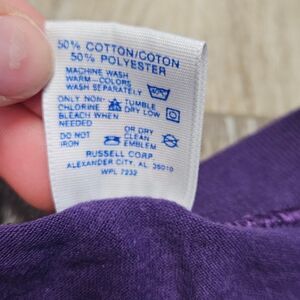 50% COTTON/COTON
50% POLYESTER
MACHINE WASH
WARM-COLORS
WASH SEPARATELY
ONLY NON-
CHLORINE
BLEACH WHEN
NEEDED
TUMBLE
DRY LOW
DO NOT
IRON
OR DRY
CLEAN
EMBLEM
RUSSELL CORP
ALEXANDER CITY, AL 35010
WPL 7232